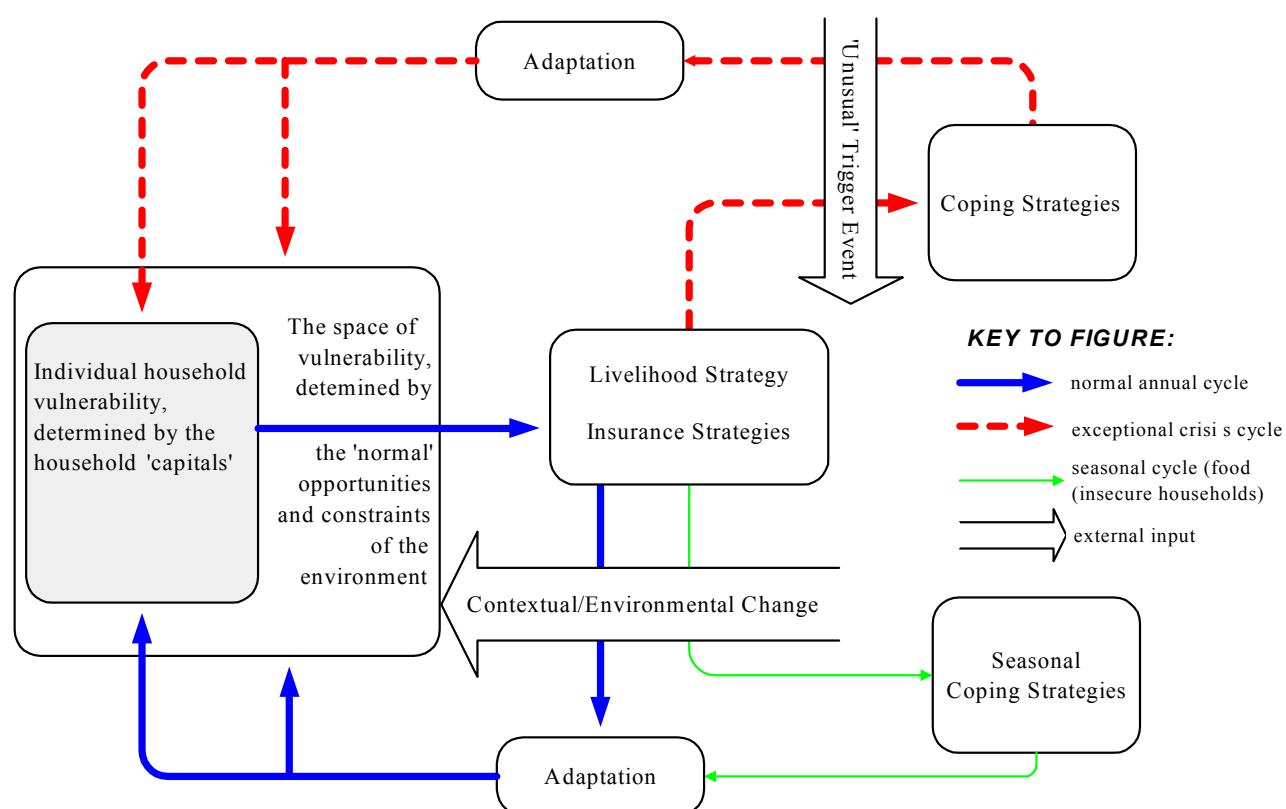 Adaptation
'Unusual' Trigger Event
Coping Strategies
The space of
vulnerability,
detemined by
the 'normal'
opportunities
and constraints
of the
environment
Individual household
vulnerability,
determined by the
household 'capitals'
Livelihood Strategy
Insurance Strategies
KEY TO FIGURE:
normal annual cycle
exceptional crisi s cycle
seasonal cycle (food
(insecure households)
external input
Contextual/Environmental Change
Seasonal
Coping Strategies
Adaptation